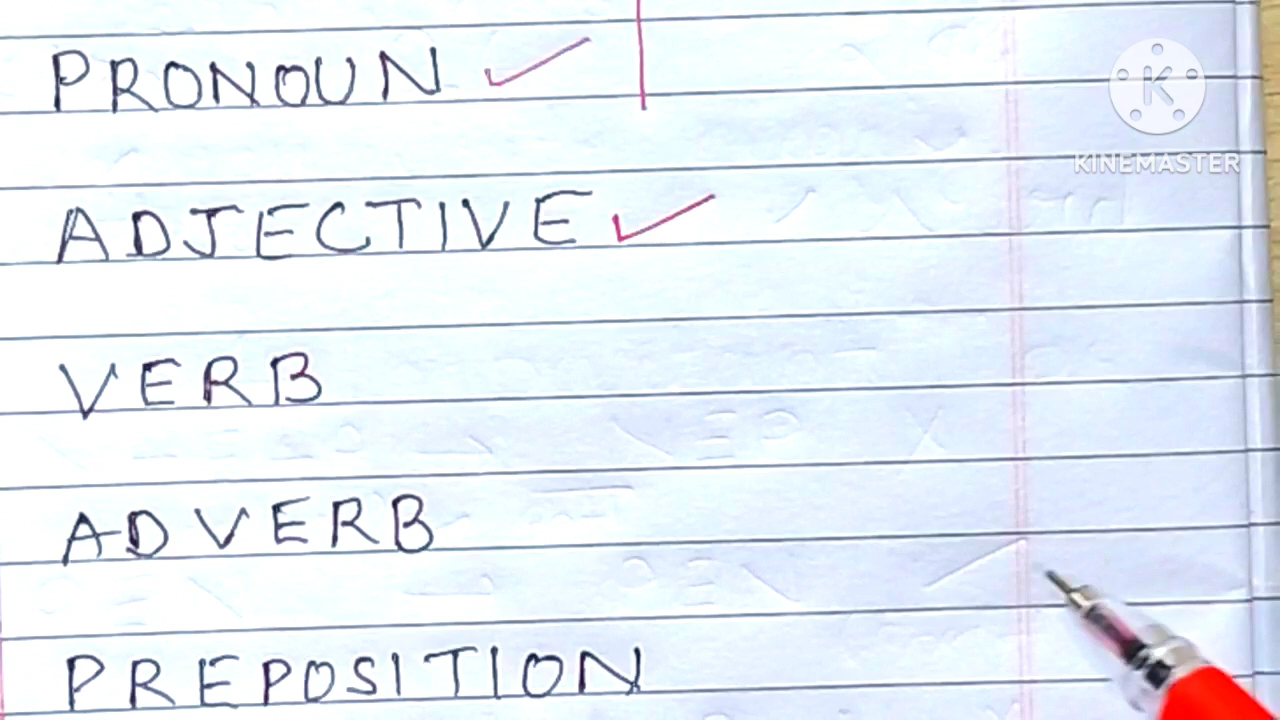 PRONOUN
KINEMASTER
ADJECTIVE
VERB
ADVERB
PREPOSITION